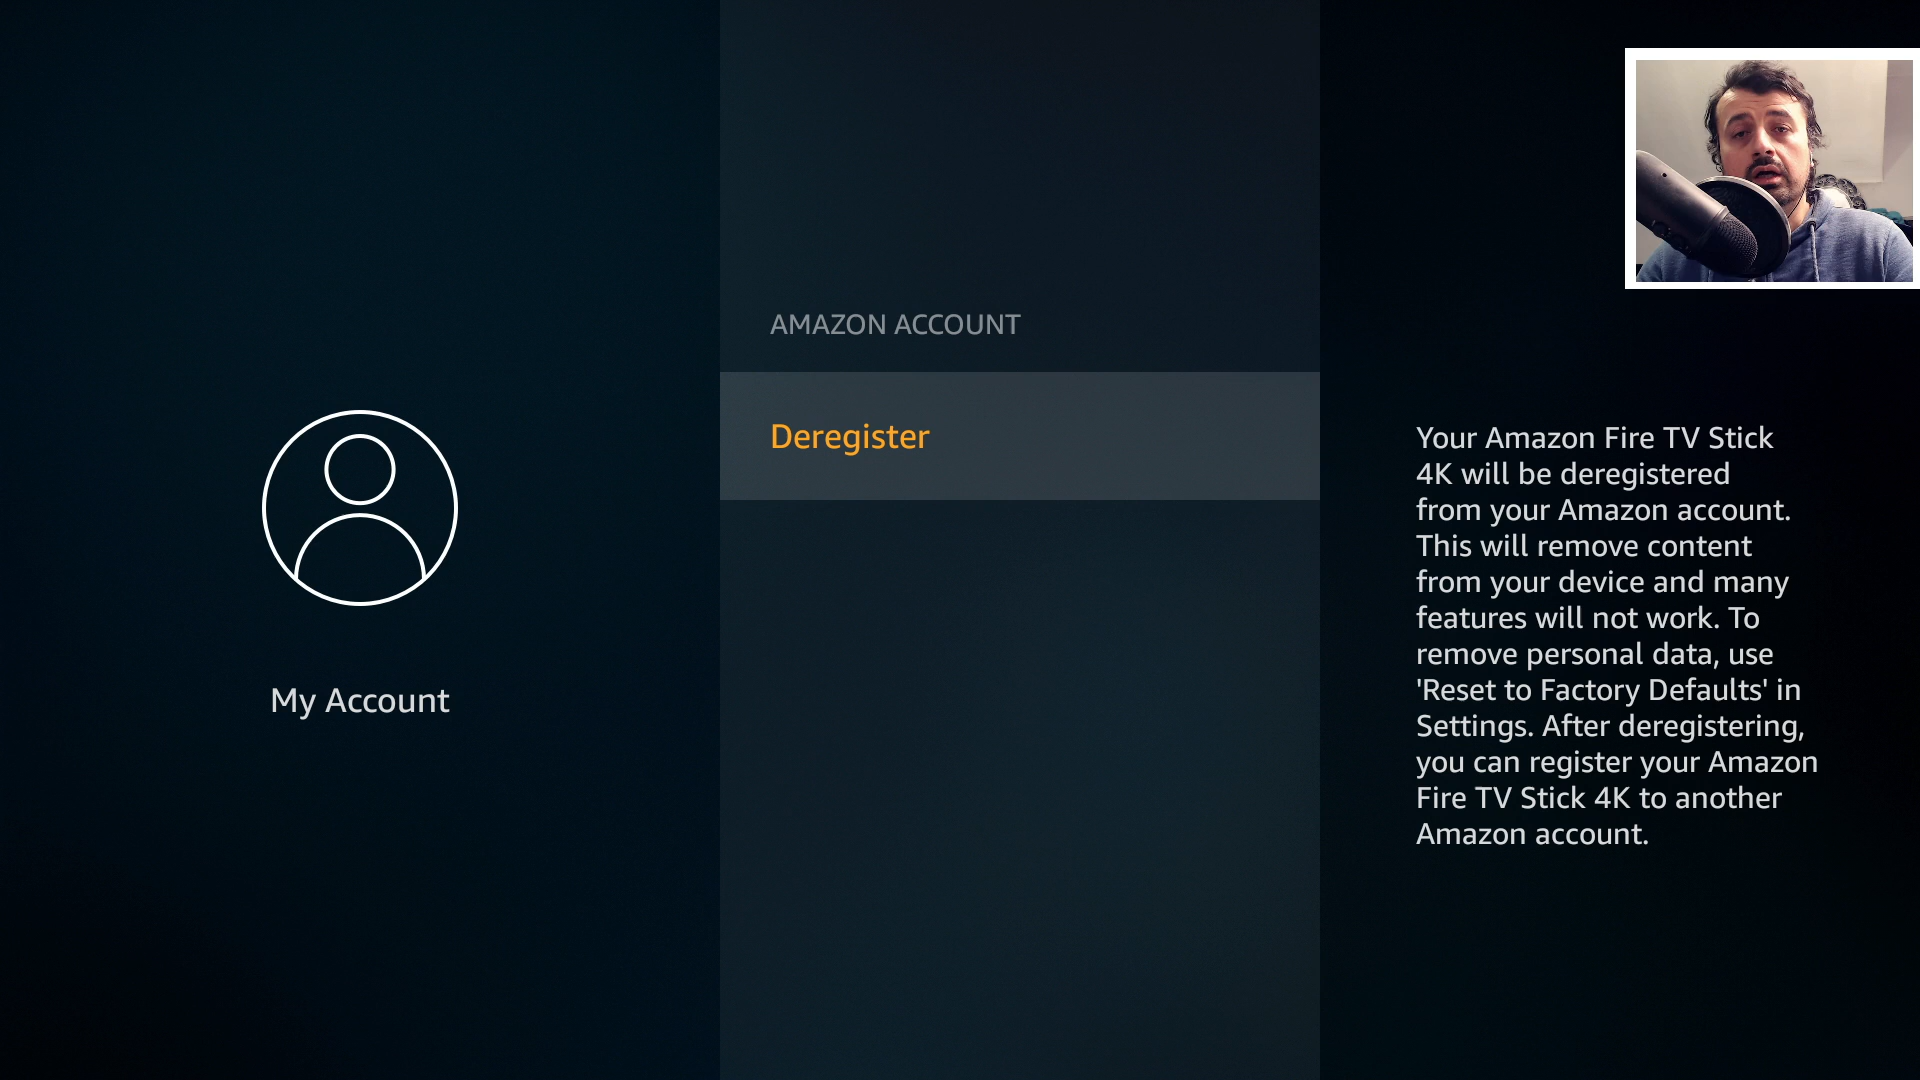 AMAZON ACCOUNT
Deregister
My Account
Your Amazon Fire TV Stick
4K will be deregistered
from your Amazon account.
This will remove content
from your device and many
features will not work. To
remove personal data, use
'Reset to Factory Defaults' in
Settings. After deregistering,
you can register your Amazon
Fire TV Stick 4K to another
Amazon account.